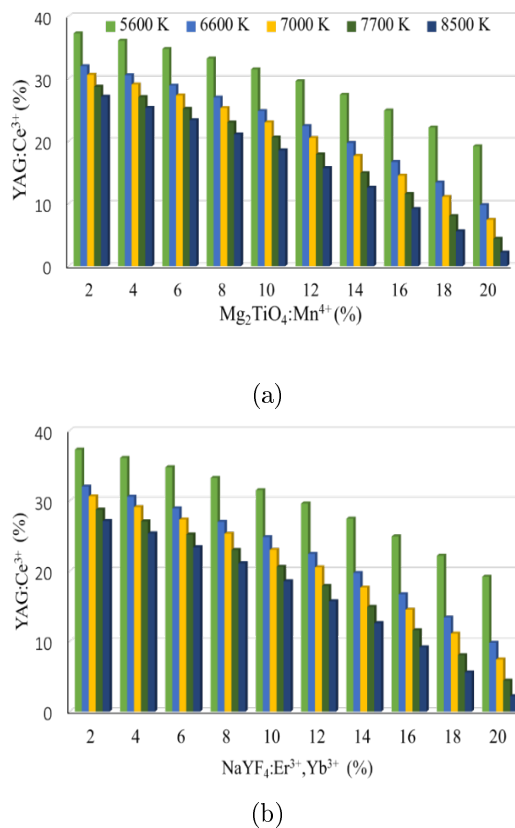 5600 K 6600 K 7000 K 7700 K 8500 K
40
30
20
10
0
YAG:Ce³⁺(%)
2 4 6 8 10 12 14 16 18 20
Mg₂TiO₄:Mn⁴⁺(%)
(a)
40
30
20
10
0
YAG:Ce³⁺ (%)
2 4 6 8 10 12 14 16 18 20
NaYF₄:Er³⁺,Yb³⁺ (%)
(b)